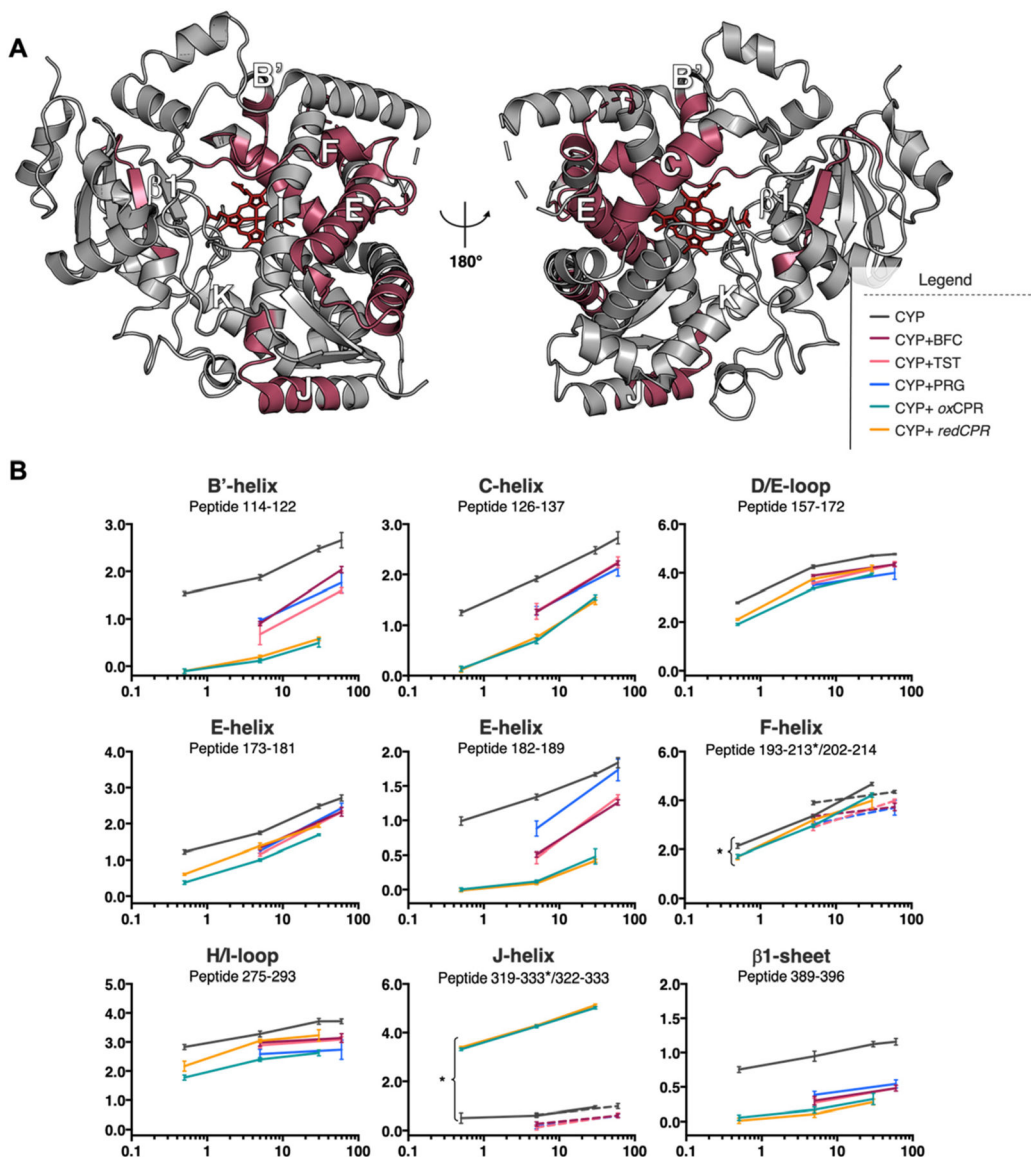 A
B’
F
β1
I
E
K
J
180°
B’
C
E
β1
K
J
Legend
CYP
CYP+BFC
CYP+TST
CYP+PRG
CYP+ oxCPR
CYP+ redCPR
B
B’-helix
Peptide 114-122
3.0
2.0
1.0
0.0
0.1 1 10 100
C-helix
Peptide 126-137
3.0
2.0
1.0
0.0
0.1 1 10 100
D/E-loop
Peptide 157-172
6.0
4.0
2.0
0.0
0.1 1 10 100
E-helix
Peptide 173-181
4.0
3.0
2.0
1.0
0.0
0.1 1 10 100
E-helix
Peptide 182-189
2.0
1.5
1.0
0.5
0.0
0.1 1 10 100
F-helix
Peptide 193-213*/202-214
6.0
4.0
2.0
0.0
*
0.1 1 10 100
H/I-loop
Peptide 275-293
5.0
4.0
3.0
2.0
1.0
0.0
0.1 1 10 100
J-helix
Peptide 319-333*/322-333
6.0
4.0
2.0
0.0
*
0.1 1 10 100
β1-sheet
Peptide 389-396
2.0
1.5
1.0
0.5
0.0
0.1 1 10 100